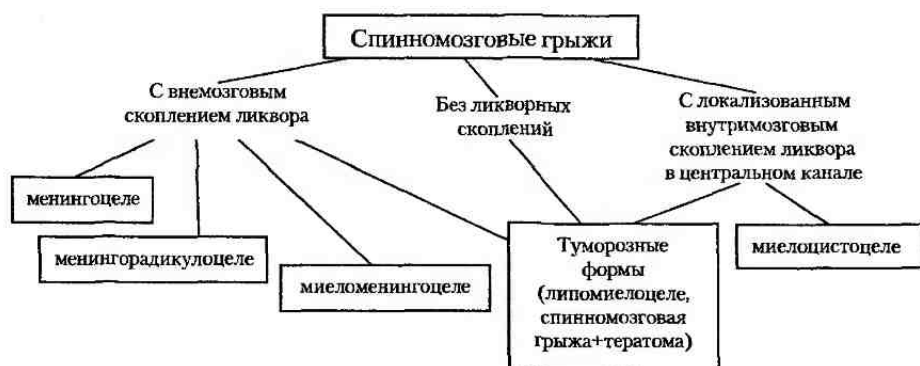 Спинномозговые грыжи
С внемозговым
скоплением ликвора
Без ликворных
скоплений
С локализованным
внутримозговым
скоплением ликвора
в центральном канале
менингоцеле
менингорадикулоцеле
миеломенингоцеле
Туморозные
формы
(липомиелоцеле,
спинномозговая
грыжа+тератома)
миелоцистоцеле